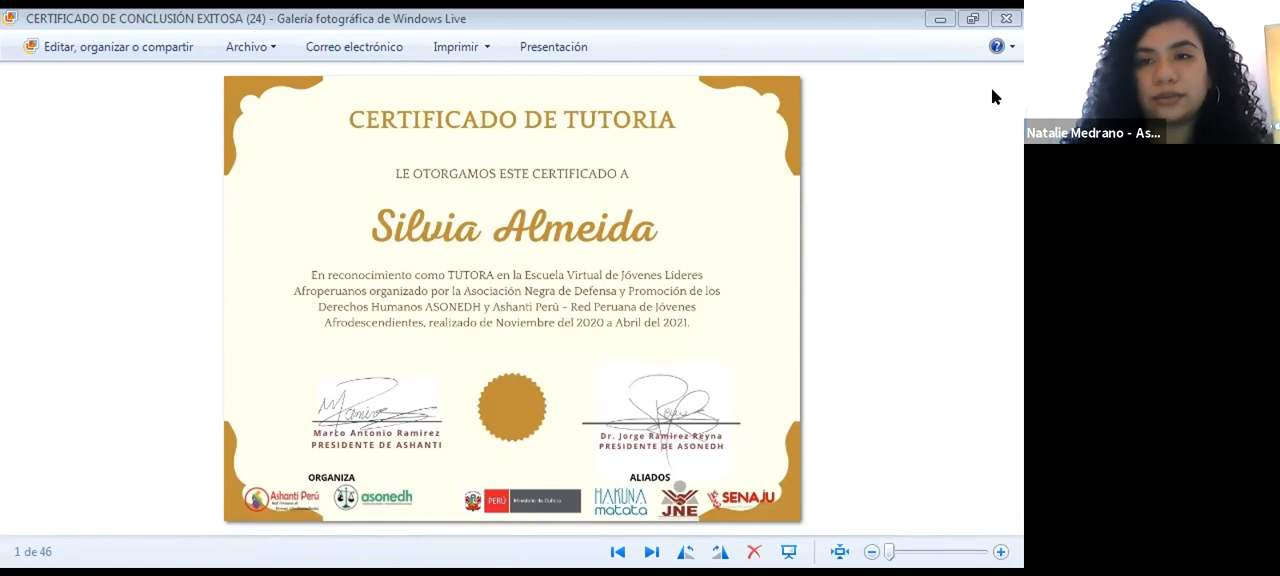 CERTIFICADO DE CONCLUSIÓN EXITOSA (24) - Galería fotográfica de Windows Live
Editar, organizar o compartir Archivo Correo electrónico Imprimir Presentación
Natalie Medrano - As...
CERTIFICADO DE TUTORIA
LE OTORGAMOS ESTE CERTIFICADO A
Silvia Almeida
En reconocimiento como TUTORA en la Escuela Virtual de Jóvenes Líderes
Afroperuanos organizado por la Asociación Negra de Defensa y Promoción de los
Derechos Humanos ASONEDH y Ashanti Perú - Red Peruana de Jóvenes
Afrodescendientes, realizado de Noviembre del 2020 a Abril del 2021.
Marco Antonio Ramirez
PRESIDENTE DE ASHANTI
Dr. Jorge Ramirez Reyna
PRESIDENTE DE ASONEDH
ORGANIZA
ALIADOS
Ashanti Perú
asonedh
PERÚ Ministerio de Cultura
HAKUNA
matata
JNE
SENAJU
1 de 46